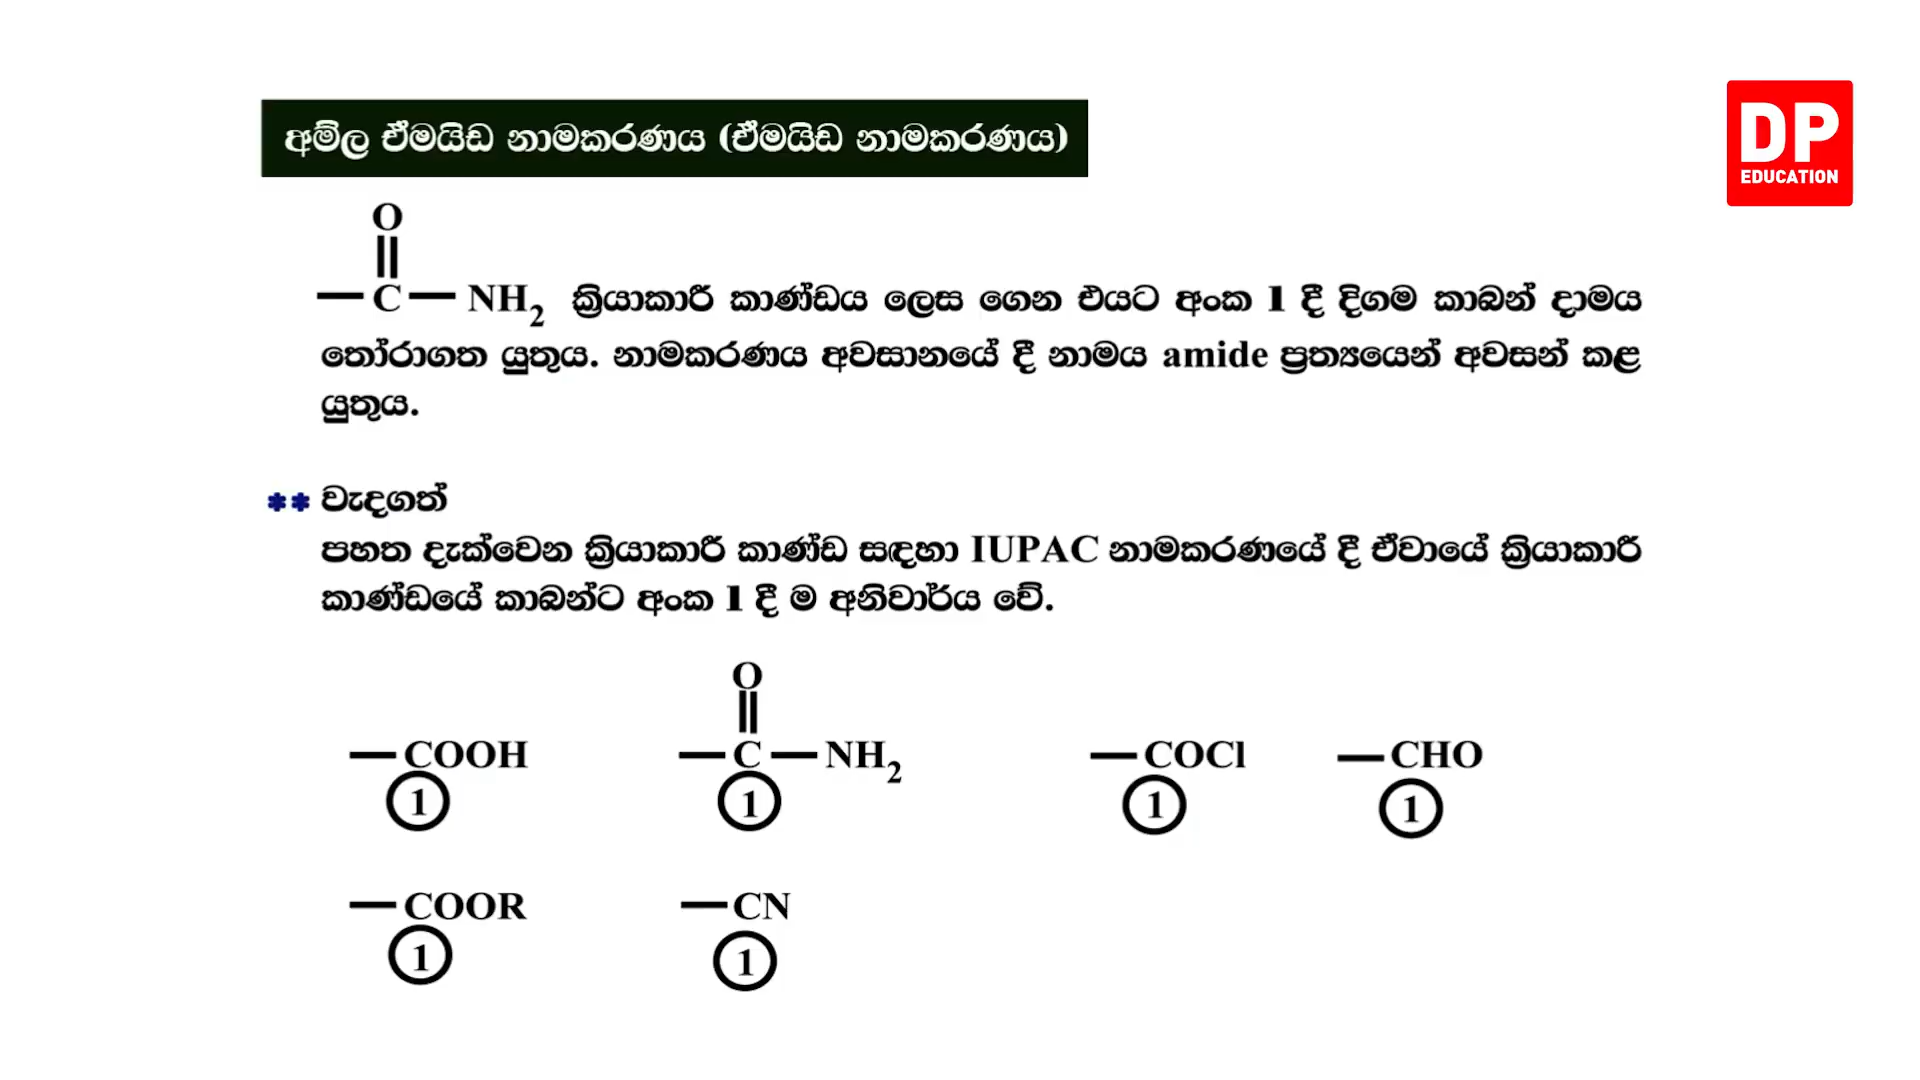 අම්ල ඒමයිඩ නාමකරණය (ඒමයිඩ නාමකරණය)
DP
EDUCATION
O
C NH2 ක්‍රියාකාරී කාණ්ඩය ලෙස ගෙන එයට අංක 1 දී දිගම කාබන් දාමය
තෝරාගත යුතුය. නාමකරණය අවසානයේ දී නාමය amide ප්‍රත්‍යයෙන් අවසන් කළ
යුතුය.
** වැදගත්
පහත දැක්වෙන ක්‍රියාකාරී කාණ්ඩ සඳහා IUPAC නාමකරණයේ දී ඒවායේ ක්‍රියාකාරී
කාණ්ඩයේ කාබන්ට අංක 1 දී ම අනිවාර්ය වේ.
O
—COOH —C—NH2 —COCl —CHO
1 1 1 1
—COOR —CN
1 1